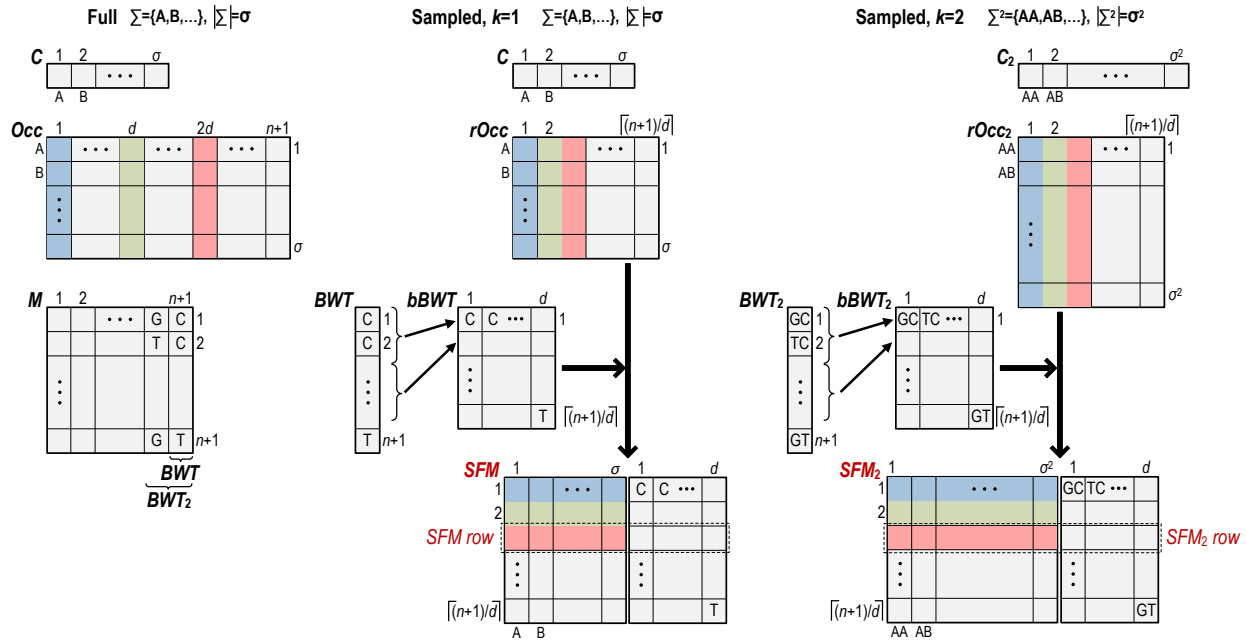 Full ∑={A,B,…}, |∑|=σ
C 1 2 • • • σ
A B
Occ 1 d 2d n+1
A • • • • • • • • • 1
B
•
•
•
σ
M 1 2 n+1
• • • G C 1
T C 2
•
•
•
G T n+1
BWT
BWT₂
Sampled, k=1 ∑={A,B,…}, |∑|=σ
C 1 2 • • • σ
A B
rOcc 1 2 ⌈(n+1)/d⌉
A • • • 1
B
•
•
•
σ
BWT
C 1
C 2
•
•
•
T n+1
bBWT 1 d
C C ••• 1
•
•
•
T ⌈(n+1)/d⌉
SFM 1 σ 1 d
1 • • • C C •••
2
SFM row
•
•
•
⌈(n+1)/d⌉ T
A B
Sampled, k=2 ∑²={AA,AB,…}, |∑²|=σ²
C₂ 1 2 • • • σ²
AA AB
rOcc₂ 1 2 ⌈(n+1)/d⌉
AA • • • 1
AB
•
•
•
σ²
BWT₂
GC 1
TC 2
•
•
•
GT n+1
bBWT₂ 1 d
GC TC ••• 1
•
•
•
GT ⌈(n+1)/d⌉
SFM₂ 1 σ² 1 d
1 • • • GC TC •••
2
SFM₂ row
•
•
•
⌈(n+1)/d⌉ GT
AA AB